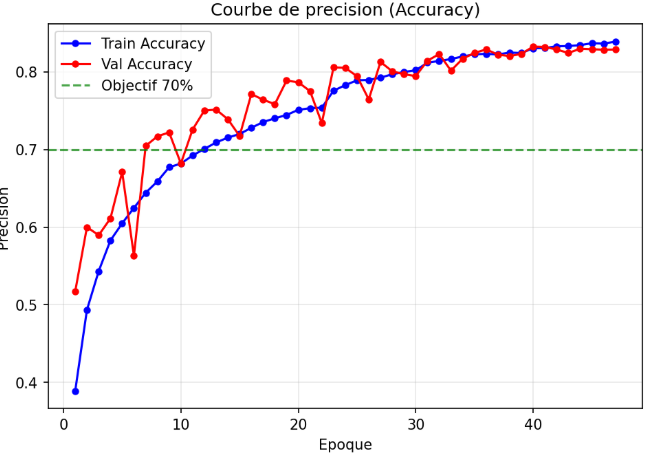 Courbe de precision (Accuracy)
Train Accuracy
Val Accuracy
Objectif 70%
0.8
0.7
0.6
0.5
0.4
Precision
0
10
20
30
40
Epoque